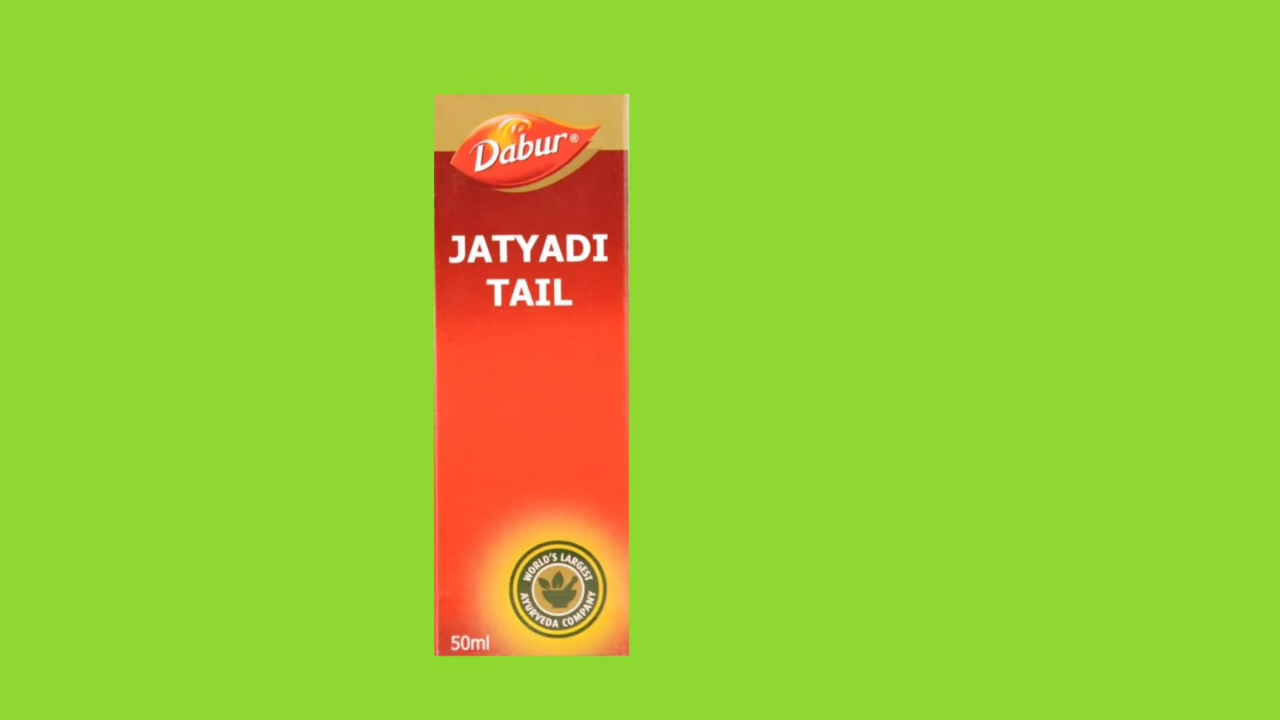 Dabur®
JATYADI
TAIL
WORLD'S LARGEST
AYURVEDA COMPANY
50ml